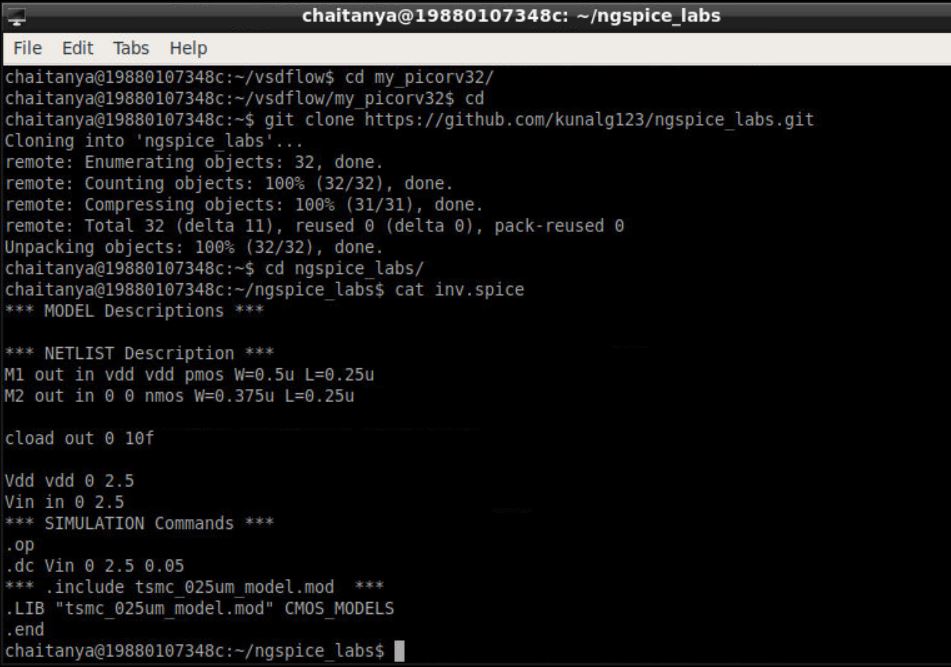 chaitanya@19880107348c: ~/ngspice_labs
File Edit Tabs Help
chaitanya@19880107348c:~/vsdflow$ cd my_picorv32/
chaitanya@19880107348c:~/vsdflow/my_picorv32$ cd
chaitanya@19880107348c:~$ git clone https://github.com/kunalg123/ngspice_labs.git
Cloning into 'ngspice_labs'...
remote: Enumerating objects: 32, done.
remote: Counting objects: 100% (32/32), done.
remote: Compressing objects: 100% (31/31), done.
remote: Total 32 (delta 11), reused 0 (delta 0), pack-reused 0
Unpacking objects: 100% (32/32), done.
chaitanya@19880107348c:~$ cd ngspice_labs/
chaitanya@19880107348c:~/ngspice_labs$ cat inv.spice
*** MODEL Descriptions ***
*** NETLIST Description ***
M1 out in vdd vdd pmos W=0.5u L=0.25u
M2 out in 0 0 nmos W=0.375u L=0.25u
cload out 0 10f
Vdd vdd 0 2.5
Vin in 0 2.5
*** SIMULATION Commands ***
.op
.dc Vin 0 2.5 0.05
*** .include tsmc_025um_model.mod  ***
.LIB "tsmc_025um_model.mod" CMOS_MODELS
.end
chaitanya@19880107348c:~/ngspice_labs$